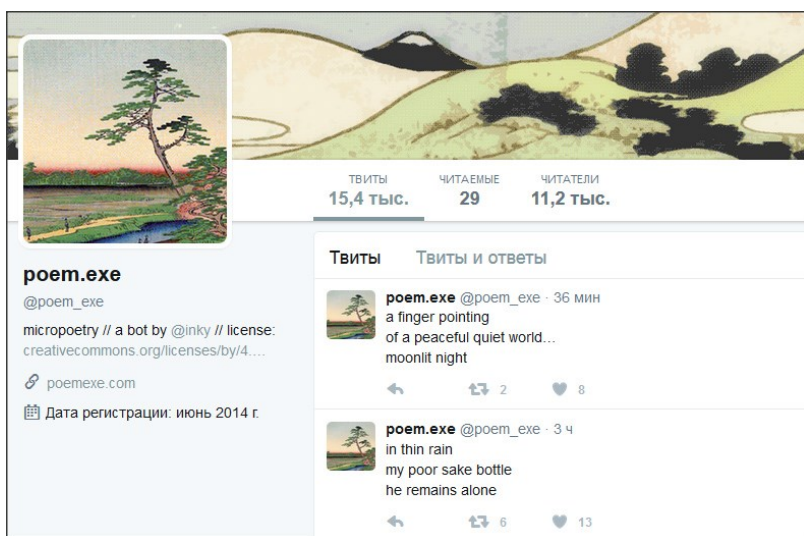 ТВИТЫ ЧИТАЕМЫЕ ЧИТАТЕЛИ
15,4 тыс. 29 11,2 тыс.
poem.exe
@poem_exe
micropoetry // a bot by @inky // license:
creativecommons.org/licenses/by/4....
poemexe.com
Дата регистрации: июнь 2014 г.
Твиты Твиты и ответы
poem.exe @poem_exe · 36 мин
a finger pointing
of a peaceful quiet world…
moonlit night
2 8
poem.exe @poem_exe · 3 ч
in thin rain
my poor sake bottle
he remains alone
6 13